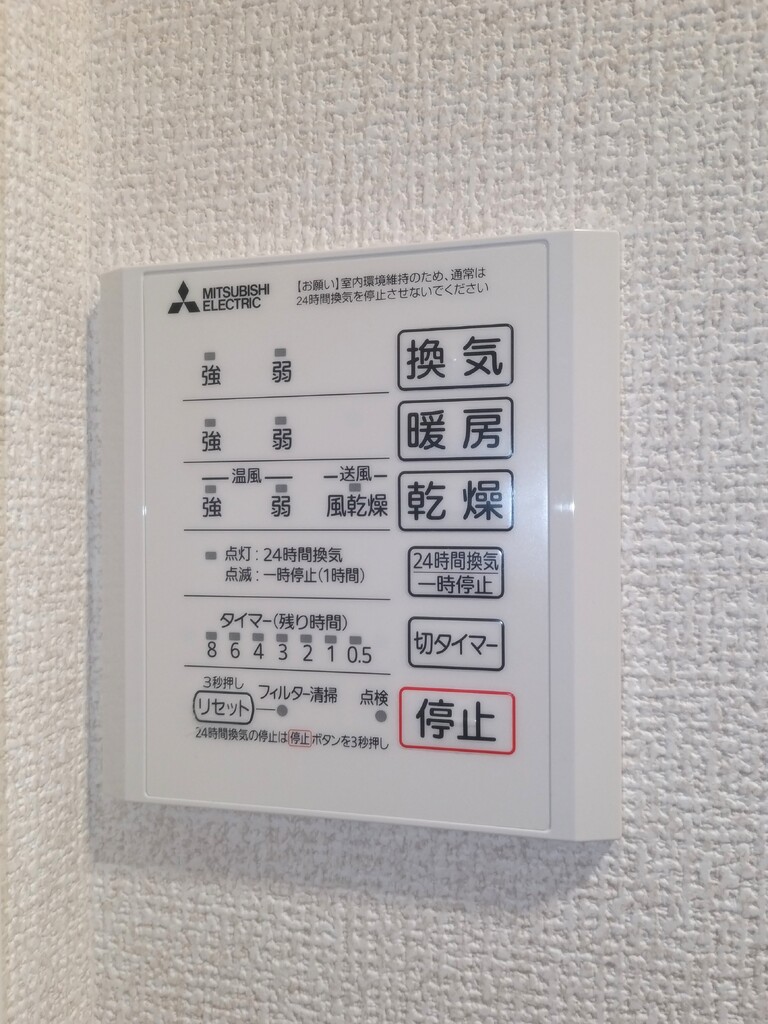 MITSUBISHI
ELECTRIC
【お願い】室内環境維持のため、通常は
24時間換気を停止させないでください
強 弱 換気
強 弱 暖房
温風 送風
強 弱 風乾燥 乾燥
点灯：24時間換気
点滅：一時停止(1時間)
24時間換気
一時停止
タイマー(残り時間)
8 6 4 3 2 1 0.5
切タイマー
3秒押し
リセット フィルター清掃 点検
停止
24時間換気の停止は停止ボタンを3秒押し